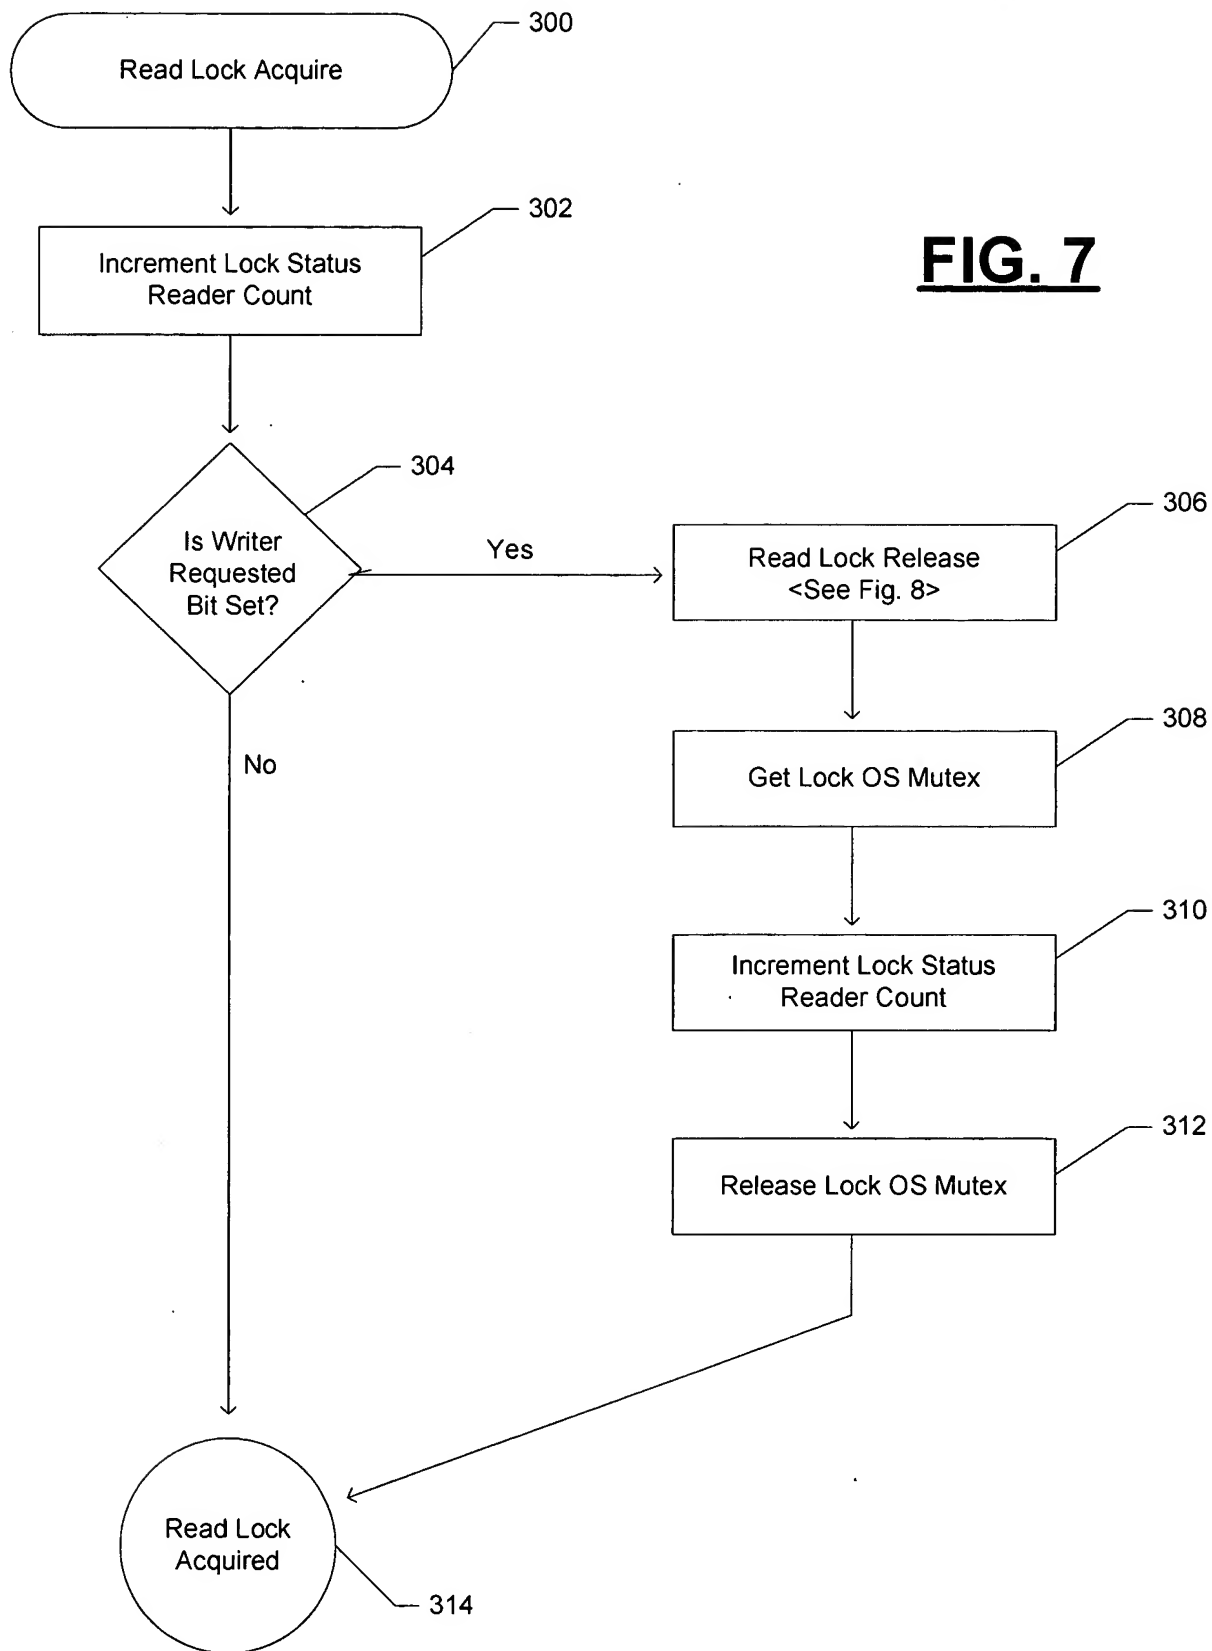 300
Read Lock Acquire
302
Increment Lock Status
Reader Count
FIG. 7
304
Is Writer
Requested
Bit Set?
Yes
306
Read Lock Release
<See Fig. 8>
308
Get Lock OS Mutex
No
310
Increment Lock Status
Reader Count
312
Release Lock OS Mutex
Read Lock
Acquired
314